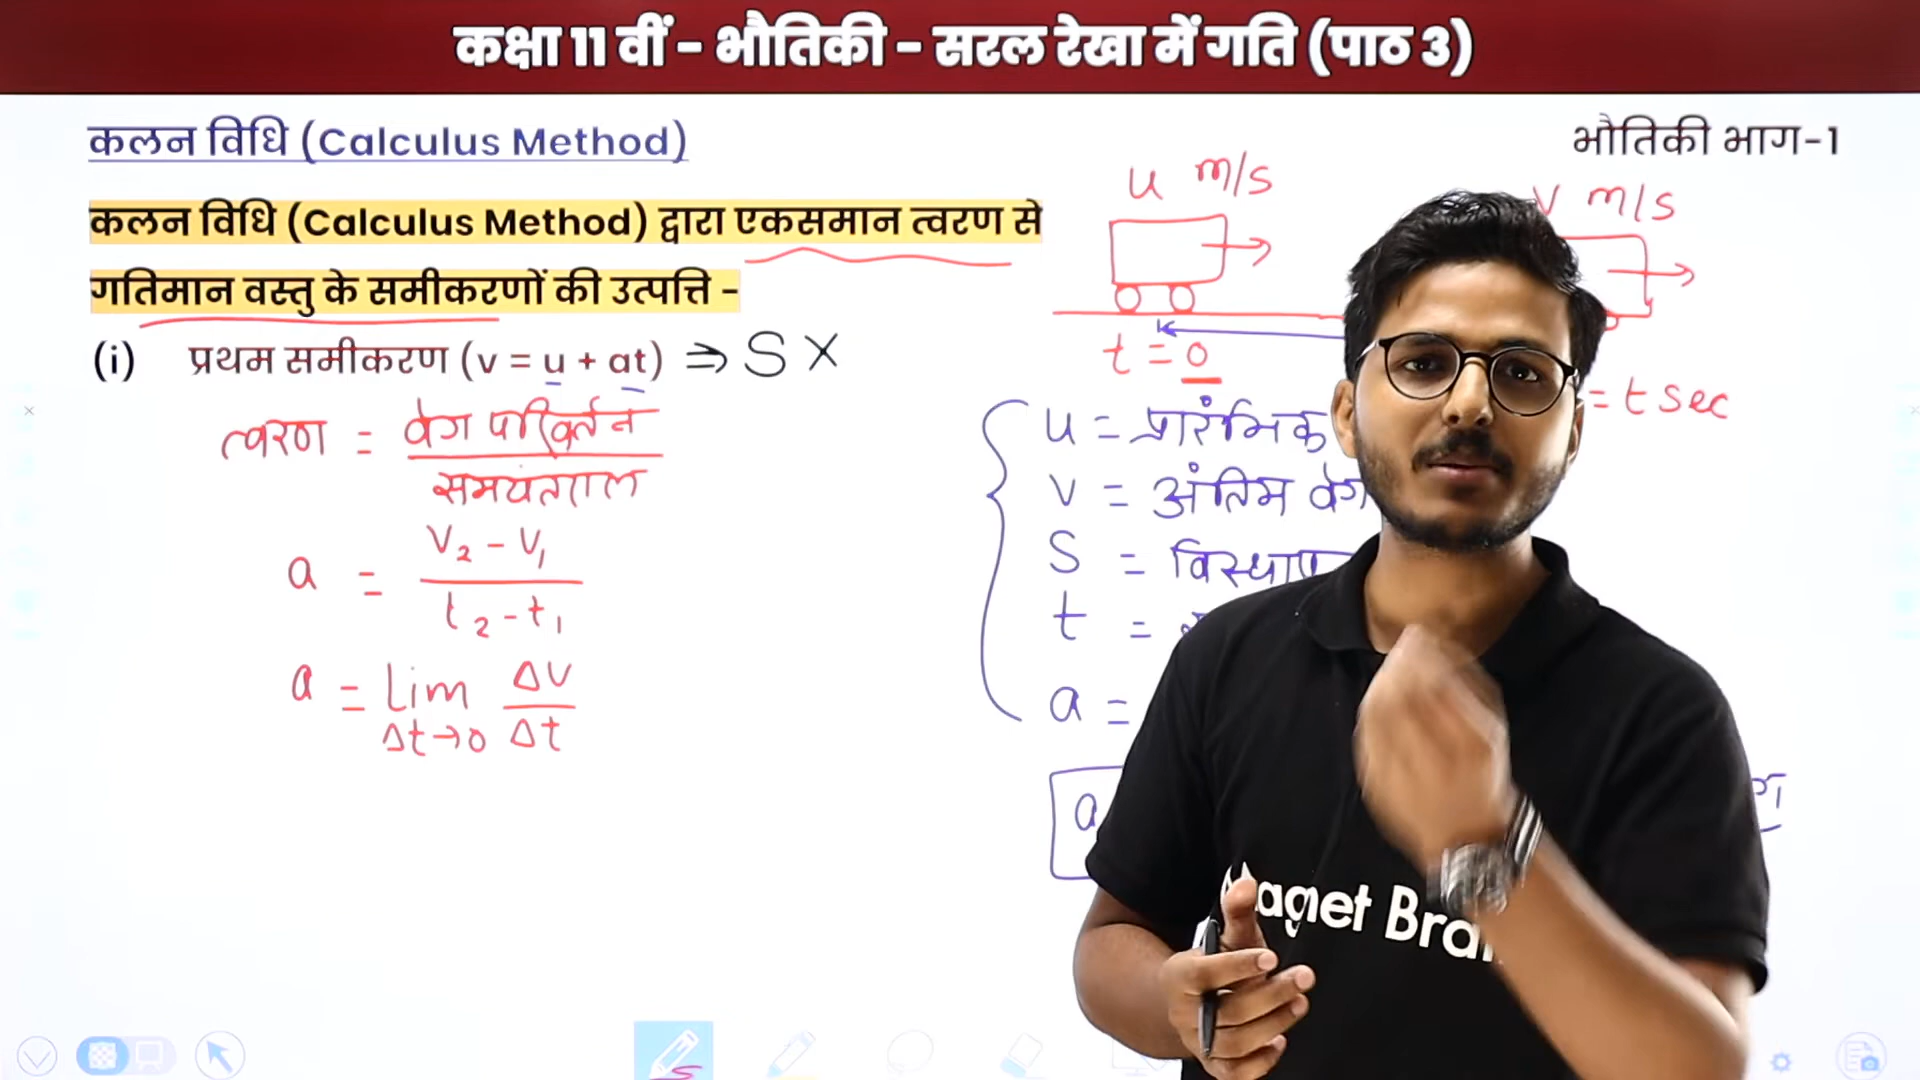 कक्षा 11 वीं - भौतिकी - सरल रेखा में गति (पाठ 3)
कलन विधि (Calculus Method)
भौतिकी भाग-1
कलन विधि (Calculus Method) द्वारा एकसमान त्वरण से
गतिमान वस्तु के समीकरणों की उत्पत्ति -
(i) प्रथम समीकरण (v = u + at) ⇒ S X
त्वरण = वेग परिवर्तन
समयांतराल
a = V₂ - V₁
t₂ - t₁
a = Lim ΔV
Δt→0 Δt
u m/s
V m/s
t = 0
= t sec
u = प्रारंभिक
v = अंतिम वेग
S =
t =
a =
a
Magnet